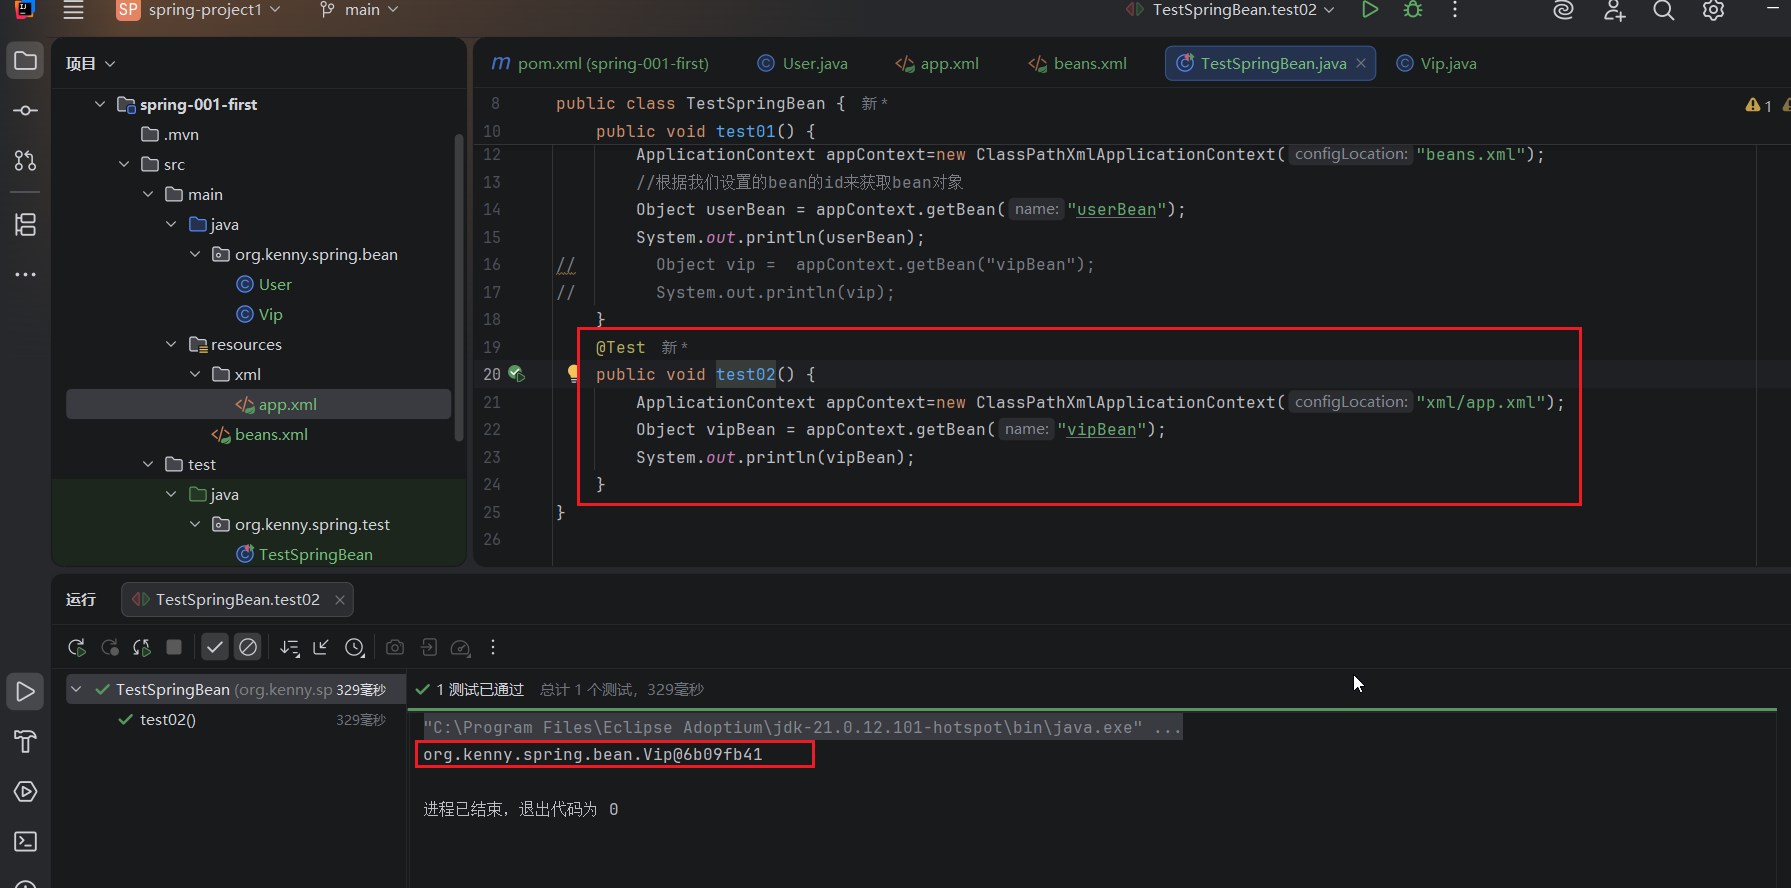 SP spring-project1 main TestSpringBean.test02
项目
spring-001-first
.mvn
src
main
java
org.kenny.spring.bean
User
Vip
resources
xml
app.xml
beans.xml
test
java
org.kenny.spring.test
TestSpringBean
m pom.xml (spring-001-first) User.java app.xml beans.xml TestSpringBean.java Vip.java
8 public class TestSpringBean { 新 * 1
10 public void test01() {
12 ApplicationContext appContext=new ClassPathXmlApplicationContext( configLocation: "beans.xml");
13 //根据我们设置的bean的id来获取bean对象
14 Object userBean = appContext.getBean( name: "userBean");
15 System.out.println(userBean);
16 // Object vip =  appContext.getBean("vipBean");
17 // System.out.println(vip);
18 }
19 @Test 新 *
20 public void test02() {
21 ApplicationContext appContext=new ClassPathXmlApplicationContext( configLocation: "xml/app.xml");
22 Object vipBean = appContext.getBean( name: "vipBean");
23 System.out.println(vipBean);
24 }
25 }
26
运行 TestSpringBean.test02
TestSpringBean (org.kenny.sp 329毫秒
test02() 329毫秒
1 测试已通过 总计 1 个测试, 329毫秒
"C:\Program Files\Eclipse Adoptium\jdk-21.0.12.101-hotspot\bin\java.exe" ...
org.kenny.spring.bean.Vip@6b09fb41
进程已结束，退出代码为 0